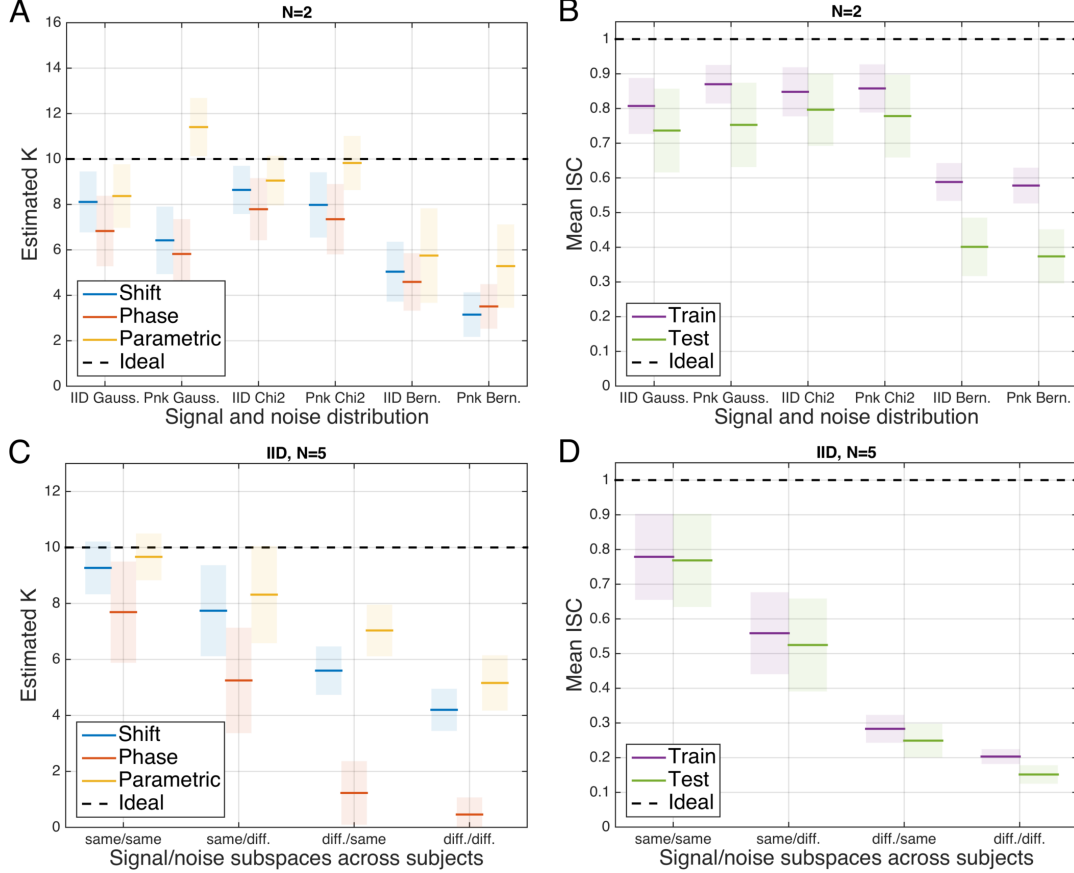 A
N=2
16
14
12
10
8
6
4
2
0
Estimated K
Shift
Phase
Parametric
Ideal
IID Gauss. Pnk Gauss. IID Chi2 Pnk Chi2 IID Bern. Pnk Bern.
Signal and noise distribution
B
N=2
1
0.9
0.8
0.7
0.6
0.5
0.4
0.3
0.2
0.1
0
Mean ISC
Train
Test
Ideal
IID Gauss. Pnk Gauss. IID Chi2 Pnk Chi2 IID Bern. Pnk Bern.
Signal and noise distribution
C
IID, N=5
12
10
8
6
4
2
0
Estimated K
Shift
Phase
Parametric
Ideal
same/same same/diff. diff./same diff./diff.
Signal/noise subspaces across subjects
D
IID, N=5
1
0.9
0.8
0.7
0.6
0.5
0.4
0.3
0.2
0.1
0
Mean ISC
Train
Test
Ideal
same/same same/diff. diff./same diff./diff.
Signal/noise subspaces across subjects